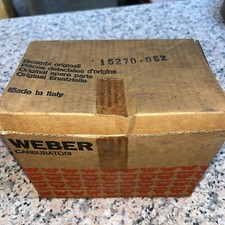 Ricambi originali
Pièces détachées d'origine
Original spare parts
Original Ersatzteile
15270-052
Made in Italy
WEBER
CARBURATORI